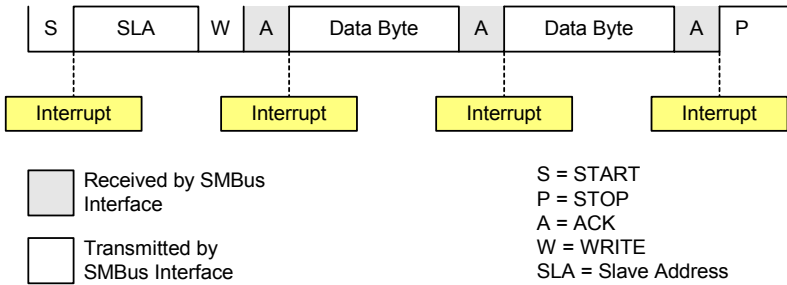 S SLA W A Data Byte A Data Byte A P
Interrupt Interrupt Interrupt Interrupt
Received by SMBus
Interface
Transmitted by
SMBus Interface
S = START
P = STOP
A = ACK
W = WRITE
SLA = Slave Address